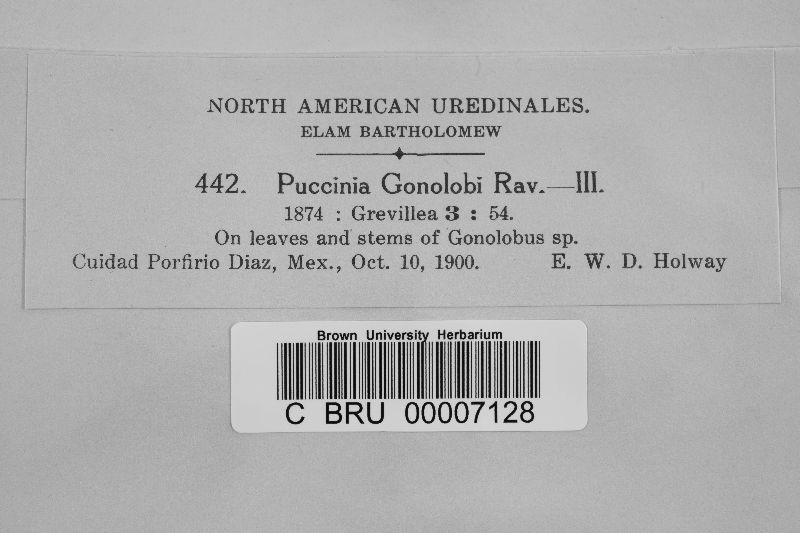 NORTH AMERICAN UREDINALES.
ELAM BARTHOLOMEW
442. Puccinia Gonolobi Rav.—III.
1874 : Grevillea 3 : 54.
On leaves and stems of Gonolobus sp.
Cuidad Porfirio Diaz, Mex., Oct. 10, 1900. E. W. D. Holway
Brown University Herbarium
C BRU 00007128